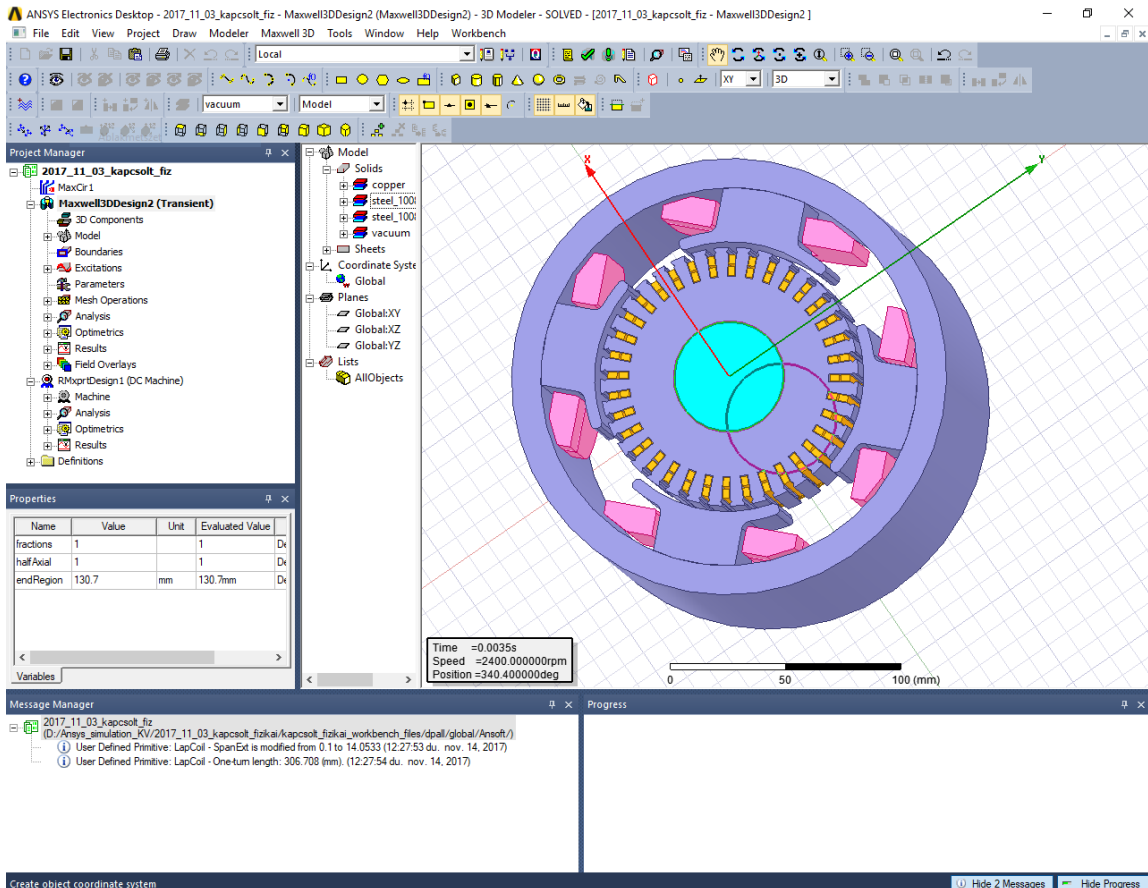 ANSYS Electronics Desktop - 2017_11_03_kapcsolt_fiz - Maxwell3DDesign2 (Maxwell3DDesign2) - 3D Modeler - SOLVED - [2017_11_03_kapcsolt_fiz - Maxwell3DDesign2 ]
File Edit View Project Draw Modeler Maxwell 3D Tools Window Help Workbench
Local
XY 3D
vacuum Model
Project Manager
2017_11_03_kapcsolt_fiz
MaxCir1
Maxwell3DDesign2 (Transient)
3D Components
Model
Boundaries
Excitations
Parameters
Mesh Operations
Analysis
Optimetrics
Results
Field Overlays
RMxprtDesign1 (DC Machine)
Machine
Analysis
Optimetrics
Results
Definitions
Model
Solids
copper
steel_100
steel_100
vacuum
Sheets
Coordinate Syste
Global
Planes
Global:XY
Global:XZ
Global:YZ
Lists
AllObjects
X
Y
Time =0.0035s
Speed =2400.000000rpm
Position =340.400000deg
0 50 100 (mm)
Properties
Name Value Unit Evaluated Value
fractions 1 1 De
halfAxial 1 1 De
endRegion 130.7 mm 130.7mm De
Variables
Message Manager
2017_11_03_kapcsolt_fiz
(D:/Ansys_simulation_KV/2017_11_03_kapcsolt_fizikai/kapcsolt_fizikai_workbench_files/dpall/global/Ansoft/)
User Defined Primitive: LapCoil - SpanExt is modified from 0.1 to 14.0533 (12:27:53 du. nov. 14, 2017)
User Defined Primitive: LapCoil - One-turn length: 306.708 (mm). (12:27:54 du. nov. 14, 2017)
Progress
Create object coordinate system
Hide 2 Messages Hide Progress